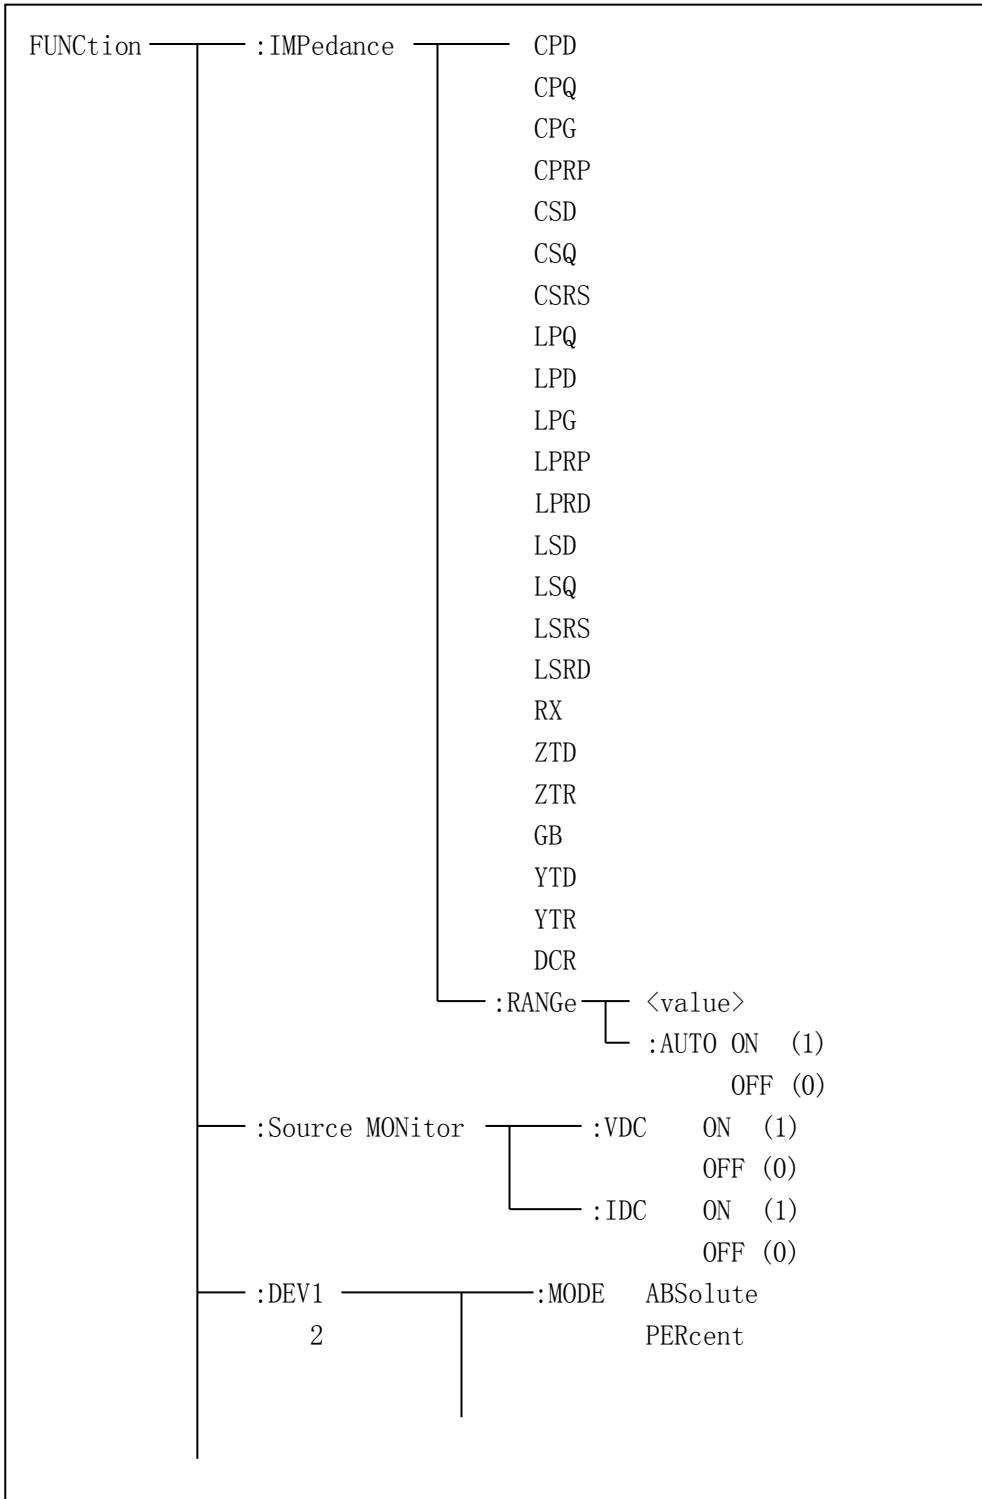 FUNCtion :IMPedance CPD
CPQ
CPG
CPRP
CSD
CSQ
CSRS
LPQ
LPD
LPG
LPRP
LPRD
LSD
LSQ
LSRS
LSRD
RX
ZTD
ZTR
GB
YTD
YTR
DCR
:RANGe <value>
:AUTO ON (1)
OFF (0)
:Source MONitor :VDC ON (1)
OFF (0)
:IDC ON (1)
OFF (0)
:DEV1 :MODE ABSolute
2 PERcent